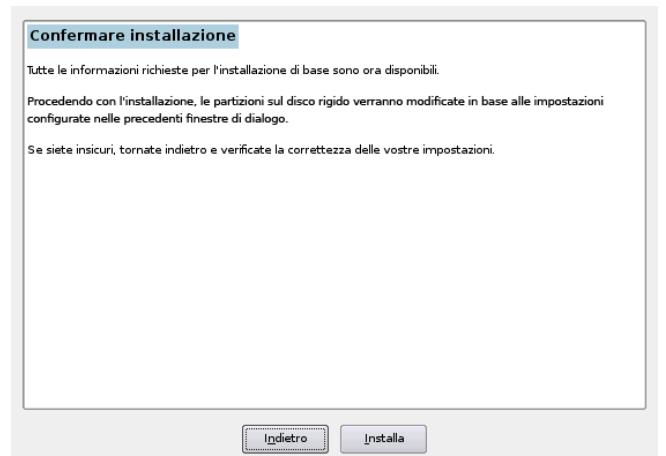 Confermare installazione
Tutte le informazioni richieste per l'installazione di base sono ora disponibili.
Procedendo con l'installazione, le partizioni sul disco rigido verranno modificate in base alle impostazioni
configurate nelle precedenti finestre di dialogo.
Se siete insicuri, tornate indietro e verificate la correttezza delle vostre impostazioni.
Indietro
Installa